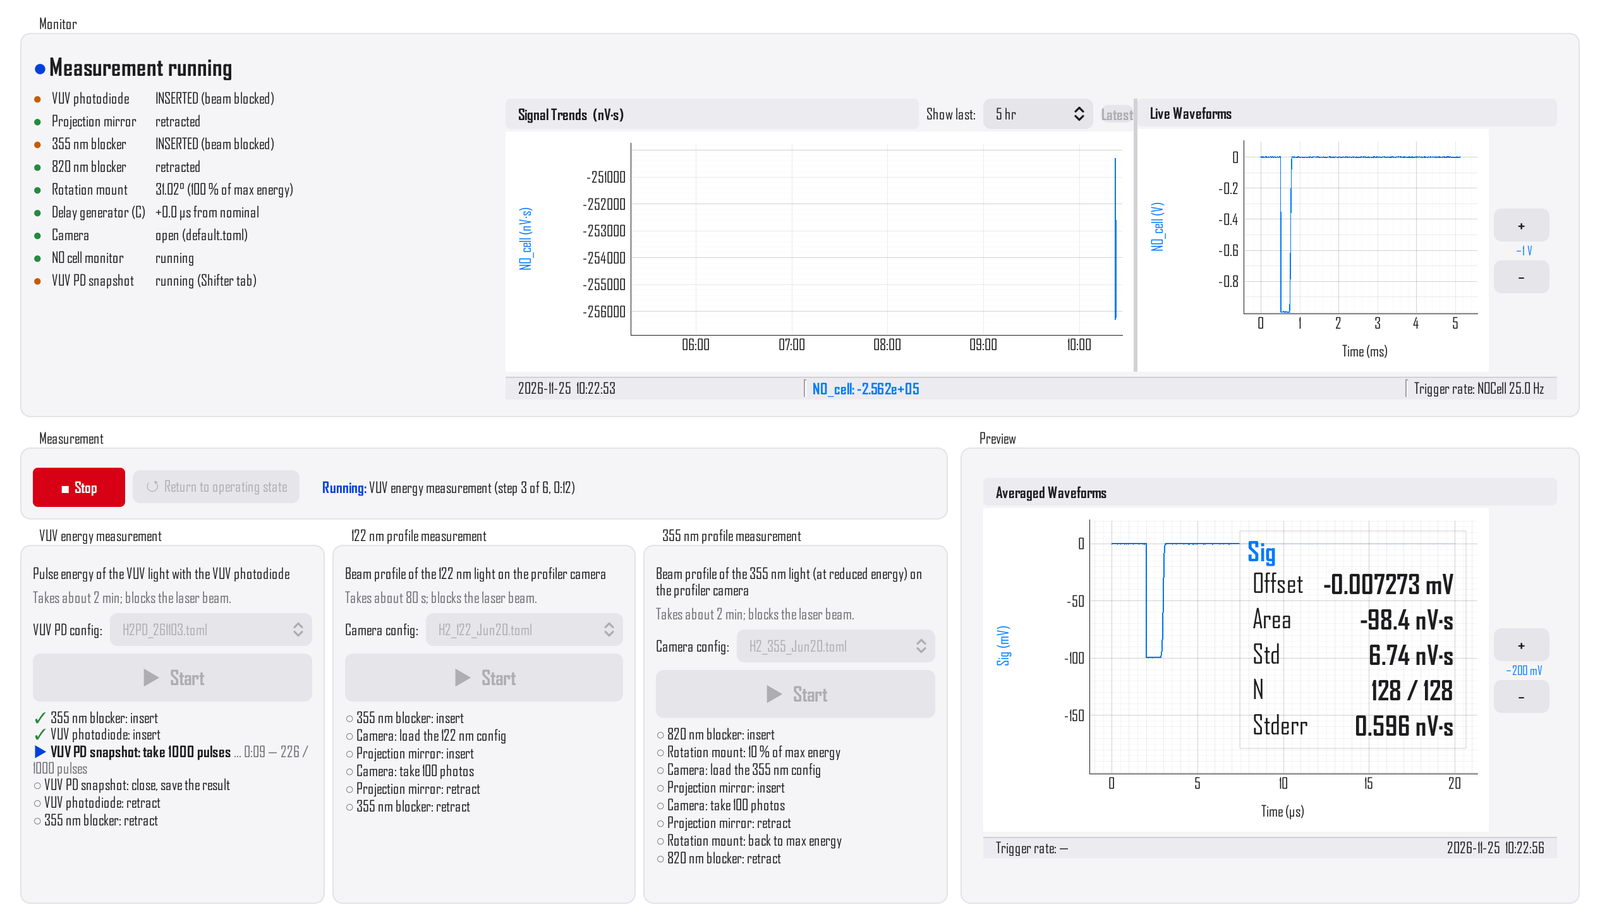 Monitor
Measurement running
VUV photodiode INSERTED (beam blocked)
Projection mirror retracted
355 nm blocker INSERTED (beam blocked)
820 nm blocker retracted
Rotation mount 31.02° (100 % of max energy)
Delay generator (C) +0.0 µs from nominal
Camera open (default.toml)
NO cell monitor running
VUV PD snapshot running (Shifter tab)
Signal Trends (nV·s)
Show last: 5 hr Latest
NO_cell (nV·s)
-251000
-252000
-253000
-254000
-255000
-256000
06:00 07:00 08:00 09:00 10:00
Live Waveforms
NO_cell (V)
0
-0.2
-0.4
-0.6
-0.8
0 1 2 3 4 5
Time (ms)
+
~1 V
−
2026-11-25 10:22:53 NO_cell: -2.562e+05 Trigger rate: NOCell 25.0 Hz
Measurement
■ Stop Return to operating state Running: VUV energy measurement (step 3 of 6, 0:12)
VUV energy measurement
Pulse energy of the VUV light with the VUV photodiode
Takes about 2 min; blocks the laser beam.
VUV PD config: H2PD_261103.toml
▶ Start
✓ 355 nm blocker: insert
✓ VUV photodiode: insert
▶ VUV PD snapshot: take 1000 pulses ... 0:09 — 226 /
1000 pulses
○ VUV PD snapshot: close, save the result
○ VUV photodiode: retract
○ 355 nm blocker: retract
122 nm profile measurement
Beam profile of the 122 nm light on the profiler camera
Takes about 80 s; blocks the laser beam.
Camera config: H2_122_Jun20.toml
▶ Start
○ 355 nm blocker: insert
○ Camera: load the 122 nm config
○ Projection mirror: insert
○ Camera: take 100 photos
○ Projection mirror: retract
○ 355 nm blocker: retract
355 nm profile measurement
Beam profile of the 355 nm light (at reduced energy) on
the profiler camera
Takes about 2 min; blocks the laser beam.
Camera config: H2_355_Jun20.toml
▶ Start
○ 820 nm blocker: insert
○ Rotation mount: 10 % of max energy
○ Camera: load the 355 nm config
○ Projection mirror: insert
○ Camera: take 100 photos
○ Projection mirror: retract
○ Rotation mount: back to max energy
○ 820 nm blocker: retract
Preview
Averaged Waveforms
Sig (mV)
0
-50
-100
-150
0 5 10 15 20
Time (µs)
Sig
Offset -0.007273 mV
Area -98.4 nV·s
Std 6.74 nV·s
N 128 / 128
Stderr 0.596 nV·s
+
~200 mV
−
Trigger rate: — 2026-11-25 10:22:56